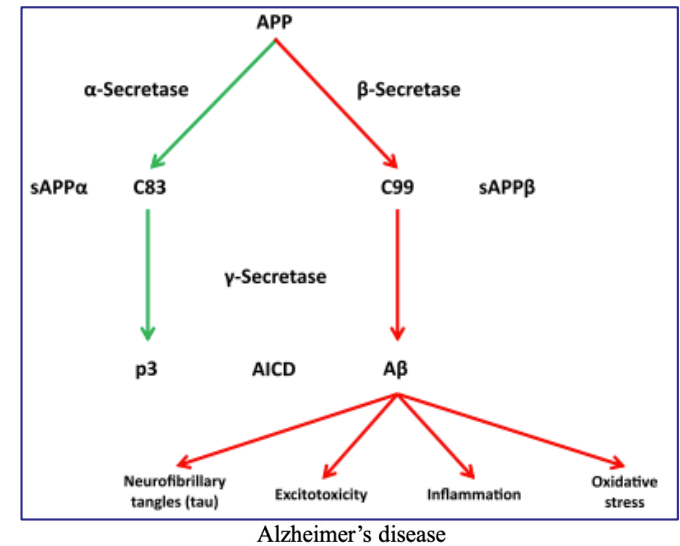 APP
α-Secretase
β-Secretase
sAPPα
C83
C99
sAPPβ
γ-Secretase
p3
AICD
Aβ
Neurofibrillary
tangles (tau)
Excitotoxicity
Inflammation
Oxidative
stress
Alzheimer’s disease